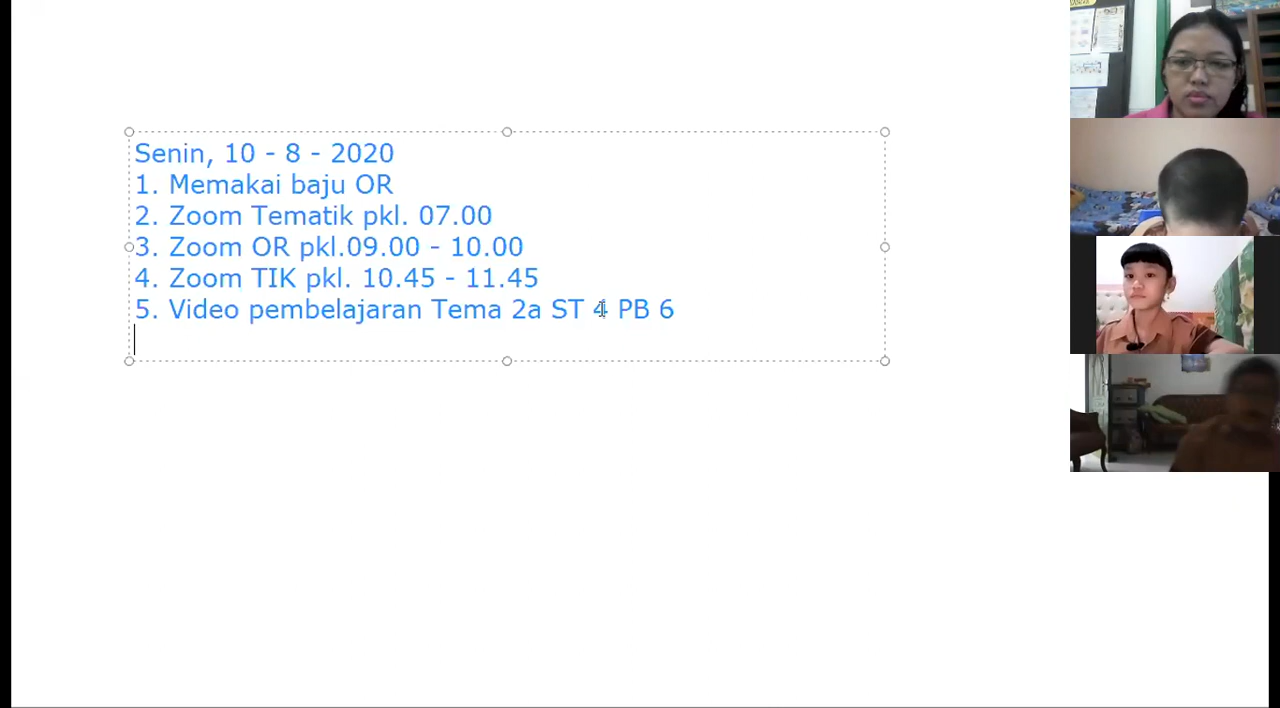 Senin, 10 - 8 - 2020
1. Memakai baju OR
2. Zoom Tematik pkl. 07.00
3. Zoom OR pkl.09.00 - 10.00
4. Zoom TIK pkl. 10.45 - 11.45
5. Video pembelajaran Tema 2a ST 4 PB 6